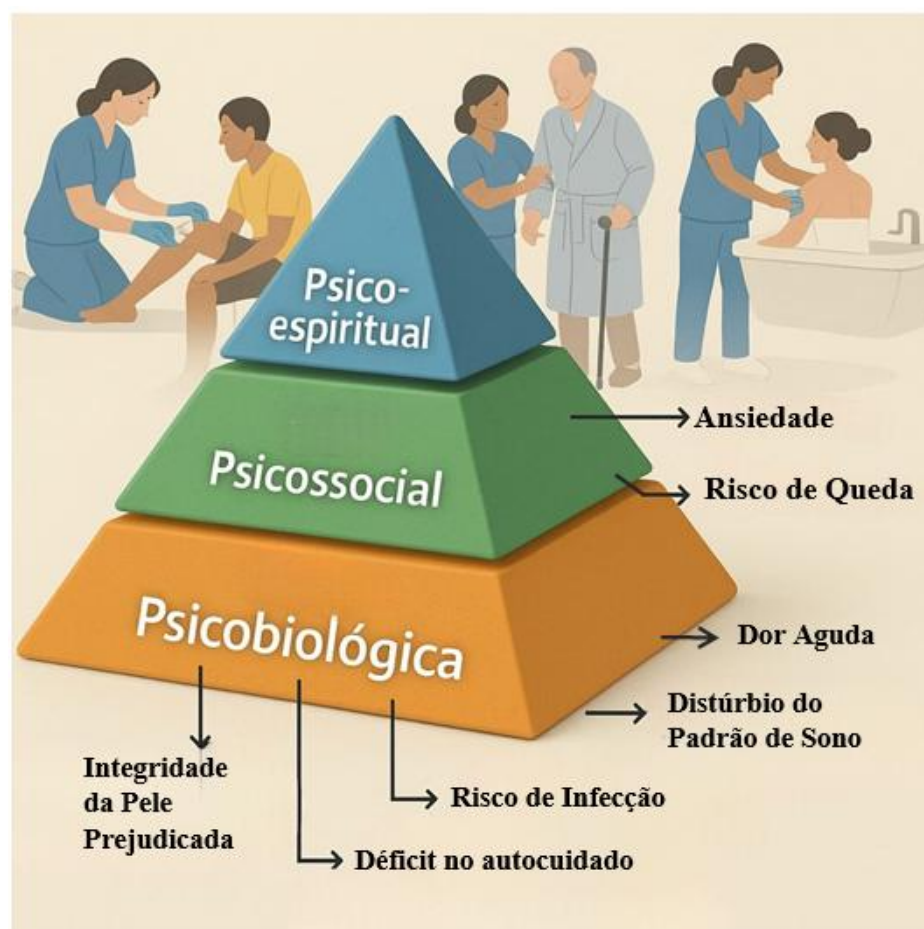 Psico-
espiritual
Psicossocial
Ansiedade
Risco de Queda
Psicobiológica
Dor Aguda
Distúrbio do
Padrão de Sono
Integridade
da Pele
Prejudicada
Risco de Infecção
Déficit no autocuidado